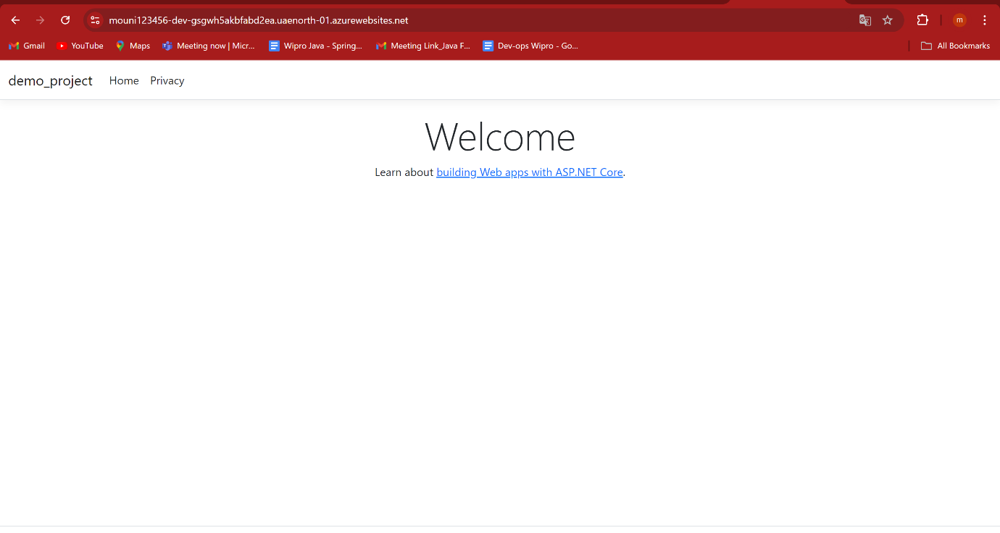 mouni123456-dev-gsgwh5akbfabd2ea.uaenorth-01.azurewebsites.net
m
Gmail YouTube Maps Meeting now | Micr... Wipro Java - Spring... Meeting Link_Java F... Dev-ops Wipro - Go... All Bookmarks
demo_project Home Privacy
Welcome
Learn about building Web apps with ASP.NET Core.